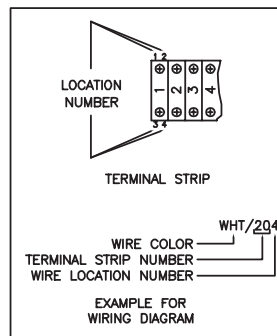 1 2
LOCATION
NUMBER
1 2 3 4
3 4
TERMINAL STRIP
WHT/204
WIRE COLOR
TERMINAL STRIP NUMBER
WIRE LOCATION NUMBER
EXAMPLE FOR
WIRING DIAGRAM